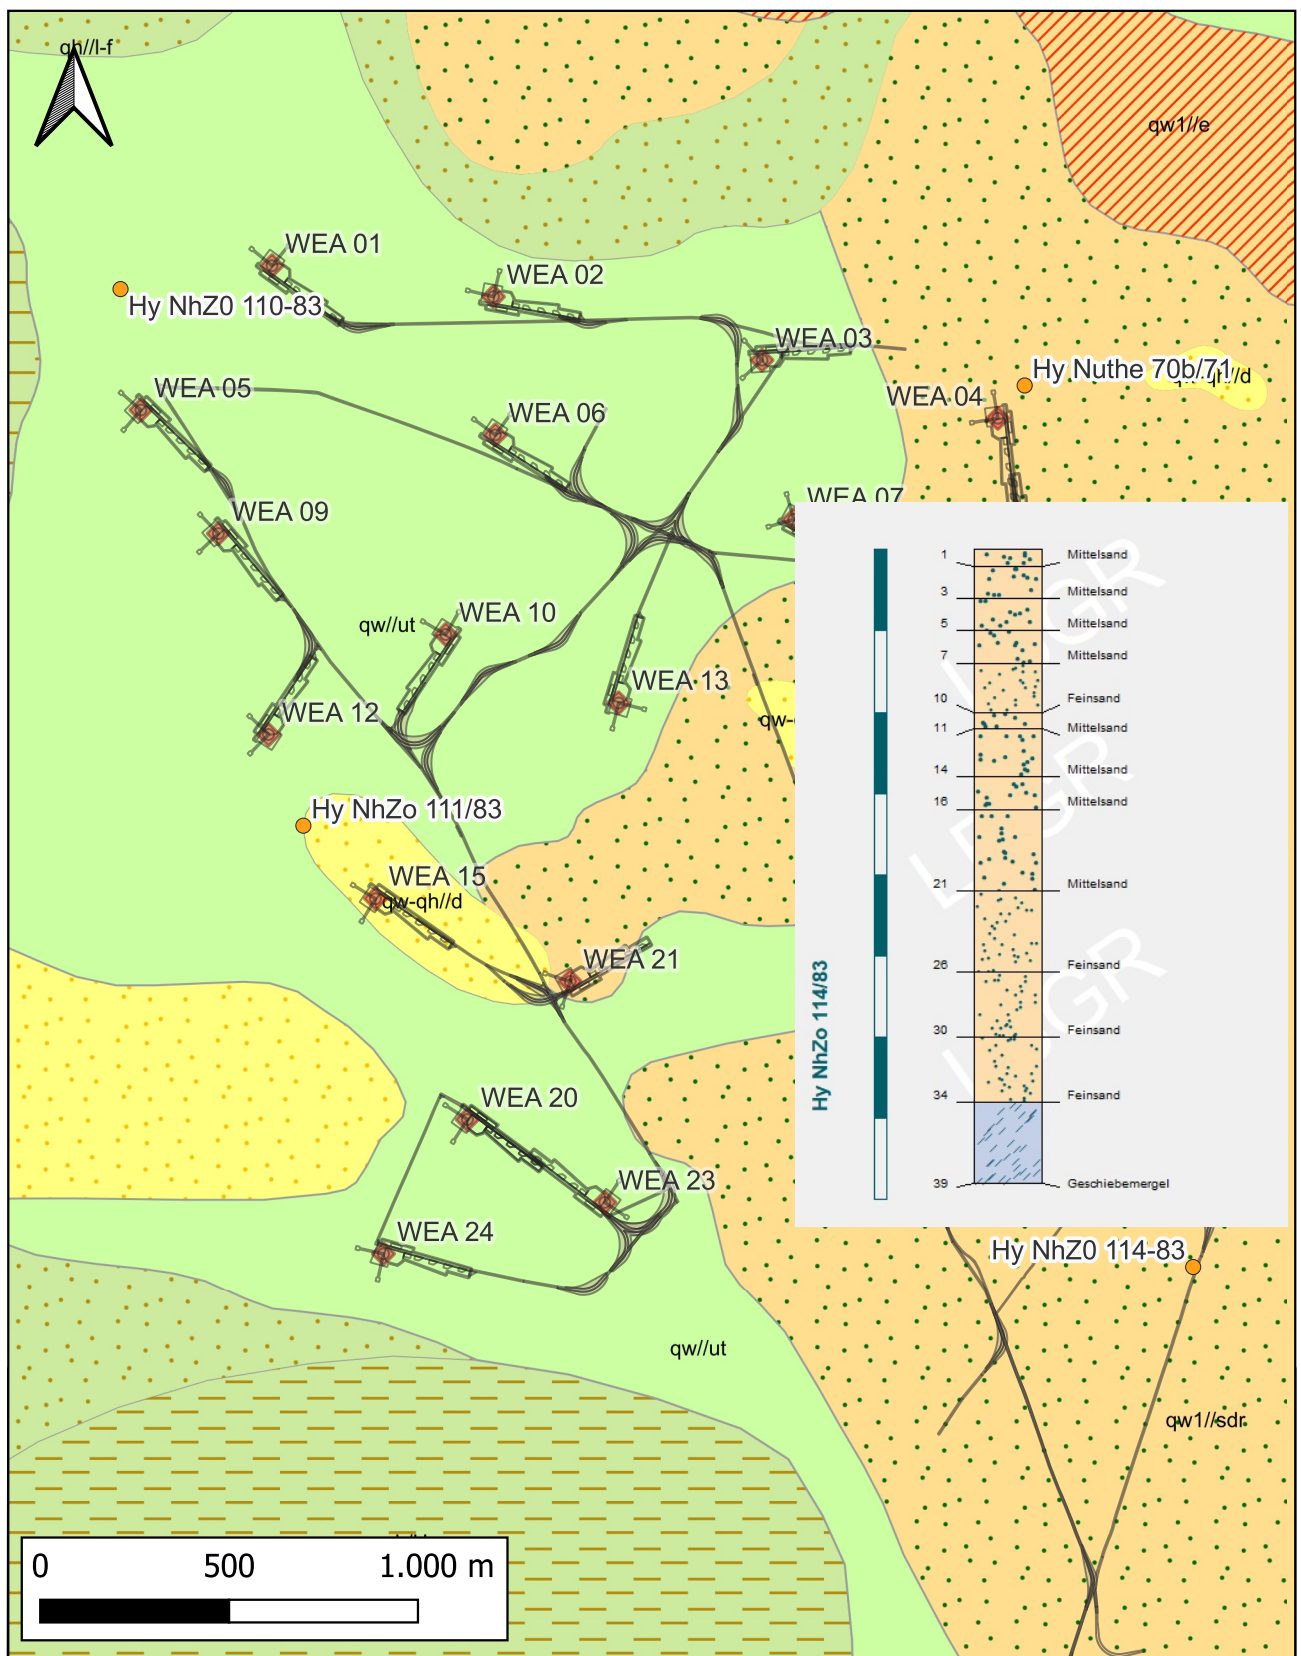 qh//l-f
qw1//e
WEA 01
WEA 02
Hy NhZ0 110-83
WEA 03
Hy Nuthe 70b/71
WEA 05
WEA 04
WEA 06
WEA 07
WEA 09
WEA 10
qw//ut
WEA 13
WEA 12
Hy NhZo 111/83
WEA 15
qw-qh//d
WEA 21
WEA 20
WEA 23
WEA 24
Hy NhZo 114/83
1 Mittelsand
3 Mittelsand
5 Mittelsand
7 Mittelsand
10 Feinsand
11 Mittelsand
14 Mittelsand
16 Mittelsand
21 Mittelsand
26 Feinsand
30 Feinsand
34 Feinsand
39 Geschiebemergel
Hy NhZ0 114-83
qw//ut
qw1//sdr
0 500 1.000 m